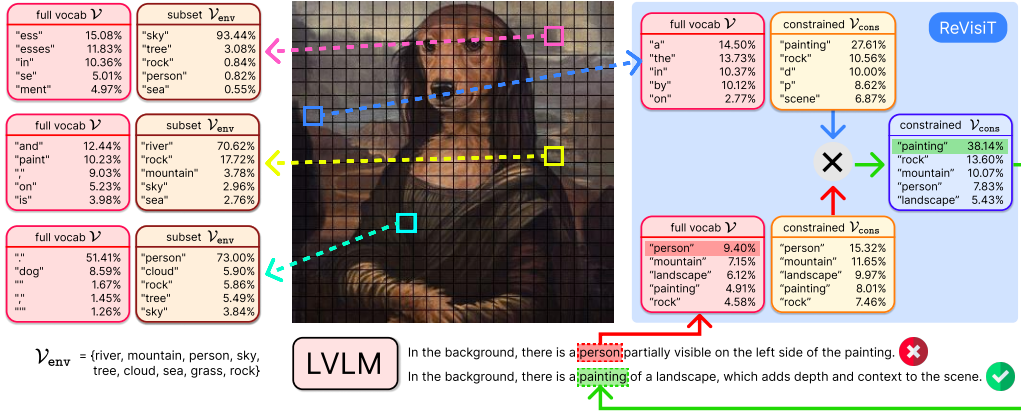 full vocab 𝒱
"ess" 15.08%
"esses" 11.83%
"in" 10.36%
"se" 5.01%
"ment" 4.97%
subset 𝒱env
"sky" 93.44%
"tree" 3.08%
"rock" 0.84%
"person" 0.82%
"sea" 0.55%
full vocab 𝒱
"and" 12.44%
"paint" 10.23%
"," 9.03%
"on" 5.23%
"is" 3.98%
subset 𝒱env
"river" 70.62%
"rock" 17.72%
"mountain" 3.78%
"sky" 2.96%
"sea" 2.76%
full vocab 𝒱
"." 51.41%
"dog" 8.59%
"" 1.67%
"," 1.45%
""" 1.26%
subset 𝒱env
"person" 73.00%
"cloud" 5.90%
"rock" 5.86%
"tree" 5.49%
"sky" 3.84%
𝒱env = {river, mountain, person, sky,
tree, cloud, sea, grass, rock}
ReVisiT
full vocab 𝒱
"a" 14.50%
"the" 13.73%
"in" 10.37%
"by" 10.12%
"on" 2.77%
constrained 𝒱cons
"painting" 27.61%
"rock" 10.56%
"d" 10.00%
"p" 8.62%
"scene" 6.87%
×
constrained 𝒱cons
"painting" 38.14%
"rock" 13.60%
"mountain" 10.07%
"person" 7.83%
"landscape" 5.43%
full vocab 𝒱
"person" 9.40%
"mountain" 7.15%
"landscape" 6.12%
"painting" 4.91%
"rock" 4.58%
constrained 𝒱cons
"person" 15.32%
"mountain" 11.65%
"landscape" 9.97%
"painting" 8.01%
"rock" 7.46%
LVLM
In the background, there is a person partially visible on the left side of the painting.
In the background, there is a painting of a landscape, which adds depth and context to the scene.